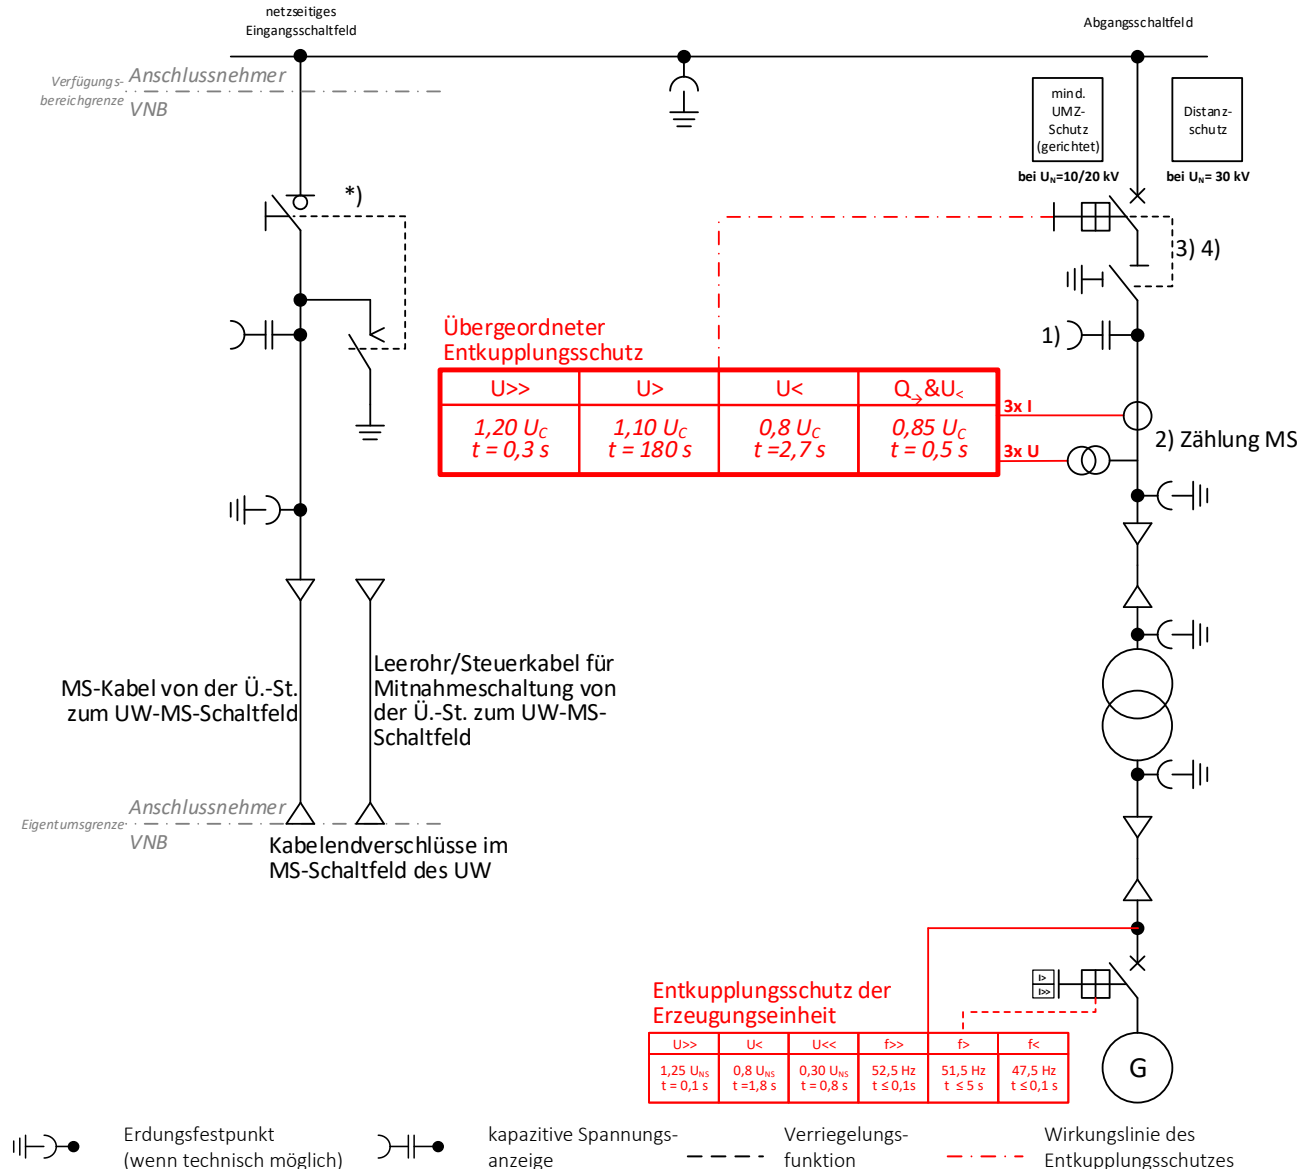 netzseitiges
Eingangsschaltfeld
Abgangsschaltfeld
Verfügungs-
bereichgrenze
Anschlussnehmer
VNB
mind.
UMZ-
Schutz
(gerichtet)
Distanz-
schutz
bei UN=10/20 kV
bei UN= 30 kV
*)
3) 4)
1)
Übergeordneter
Entkupplungsschutz
U>> U> U< Q→&U<
1,20 UC 1,10 UC 0,8 UC 0,85 UC
t = 0,3 s t = 180 s t =2,7 s t = 0,5 s
3x I
3x U
2) Zählung MS
MS-Kabel von der Ü.-St.
zum UW-MS-Schaltfeld
Leerohr/Steuerkabel für
Mitnahmeschaltung von
der Ü.-St. zum UW-MS-
Schaltfeld
Eigentumsgrenze
Anschlussnehmer
VNB
Kabelendverschlüsse im
MS-Schaltfeld des UW
I>
I>>
Entkupplungsschutz der
Erzeugungseinheit
U>> U< U<< f>> f> f<
1,25 UNS 0,8 UNS 0,30 UNS 52,5 Hz 51,5 Hz 47,5 Hz
t = 0,1 s t =1,8 s t = 0,8 s t ≤ 0,1s t ≤ 5 s t ≤ 0,1 s
G
Erdungsfestpunkt
(wenn technisch möglich)
kapazitive Spannungs-
anzeige
Verriegelungs-
funktion
Wirkungslinie des
Entkupplungsschutzes